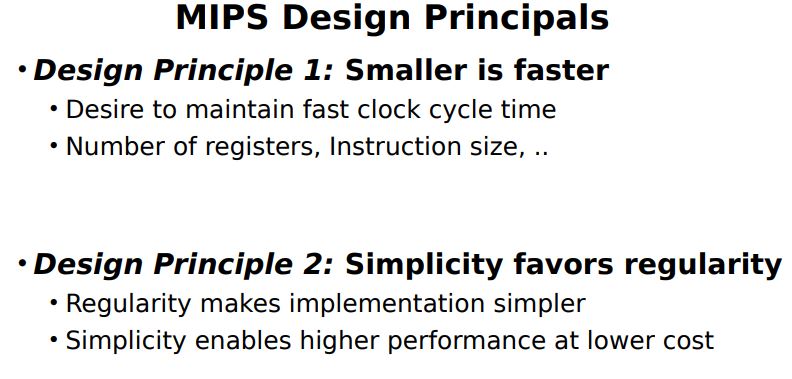 MIPS Design Principals
• Design Principle 1: Smaller is faster
• Desire to maintain fast clock cycle time
• Number of registers, Instruction size, ..
• Design Principle 2: Simplicity favors regularity
• Regularity makes implementation simpler
• Simplicity enables higher performance at lower cost